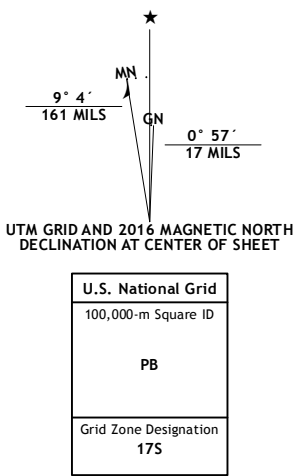 ★
MN
GN
9° 4´
161 MILS
0° 57´
17 MILS
UTM GRID AND 2016 MAGNETIC NORTH
DECLINATION AT CENTER OF SHEET
U.S. National Grid
100,000-m Square ID
PB
Grid Zone Designation
17S